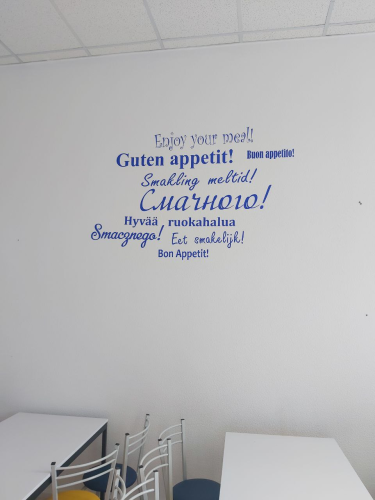 Enjoy your meal!
Guten appetit! Buon appetito!
Smakling meltid!
Смачного!
Hyvää ruokahalua
Smacznego! Eet smakelijk!
Bon Appetit!